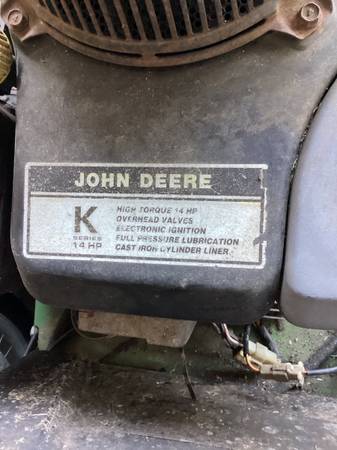 JOHN DEERE
K
SERIES
14 HP
HIGH TORQUE 14 HP
OVERHEAD VALVES
ELECTRONIC IGNITION
FULL PRESSURE LUBRICATION
CAST IRON CYLINDER LINER